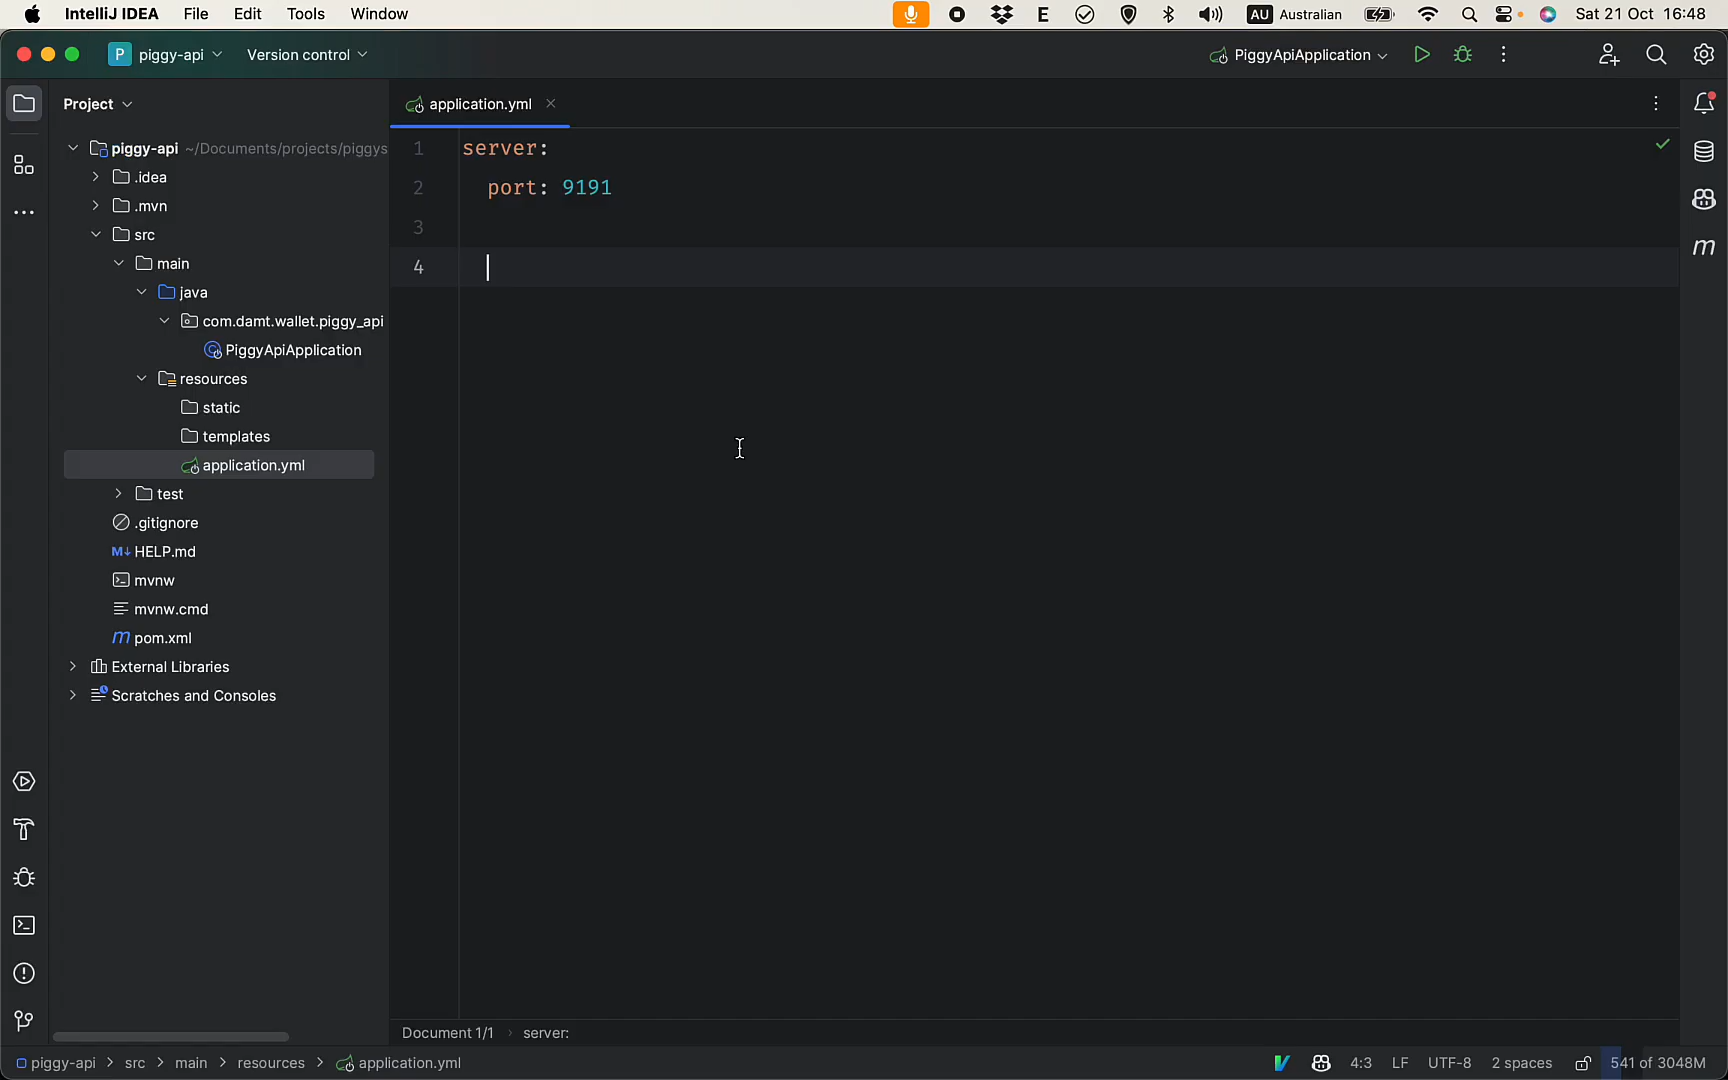 IntelliJ IDEA File Edit Tools Window E AU Australian Sat 21 Oct 16:48
P piggy-api Version control PiggyApiApplication
Project
application.yml
piggy-api ~/Documents/projects/piggys
.idea
.mvn
src
main
java
com.damt.wallet.piggy_api
PiggyApiApplication
resources
static
templates
application.yml
test
.gitignore
M↓ HELP.md
mvnw
mvnw.cmd
m pom.xml
External Libraries
Scratches and Consoles
1 server:
2 port: 9191
3
4
m
Document 1/1 › server:
piggy-api > src > main > resources > application.yml 4:3 LF UTF-8 2 spaces 541 of 3048M